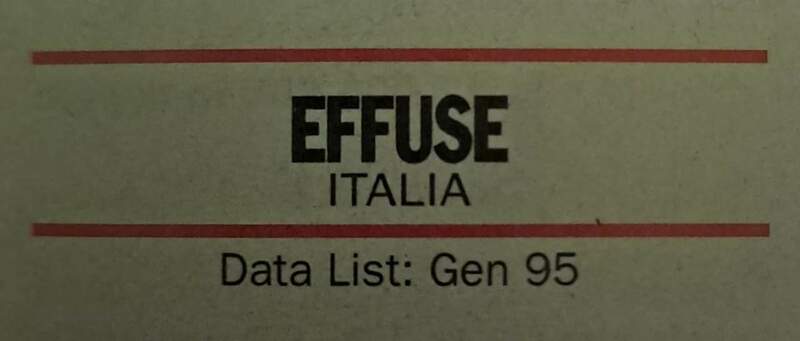 EFFUSE
ITALIA
Data List: Gen 95